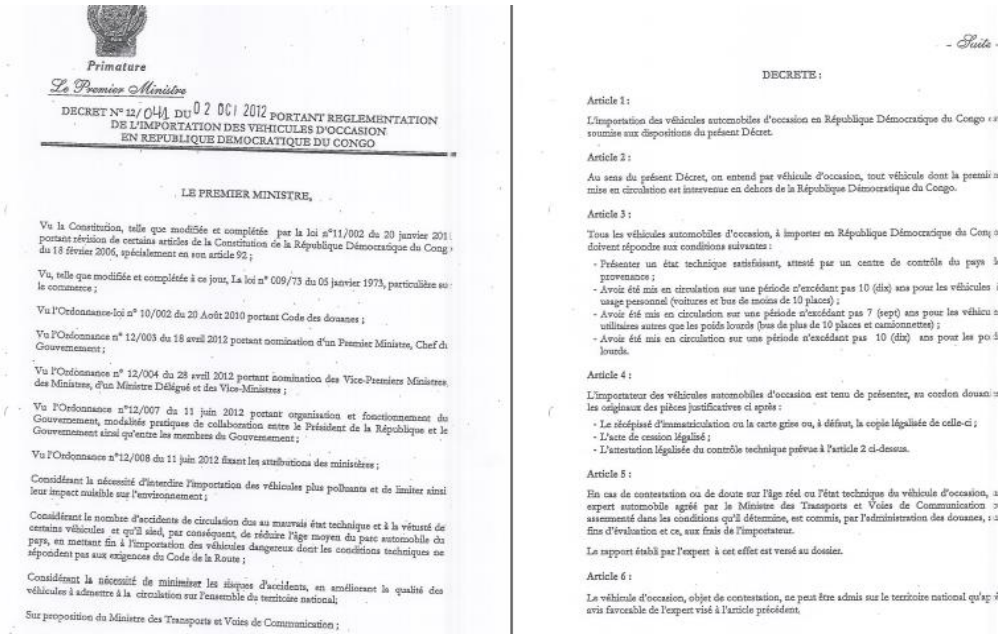 Primature
Le Premier Ministre
DECRET N° 12/041 DU 02 OCT 2012 PORTANT REGLEMENTATION
DE L'IMPORTATION DES VEHICULES D'OCCASION
EN REPUBLIQUE DEMOCRATIQUE DU CONGO
LE PREMIER MINISTRE,
Vu la Constitution, telle que modifiée et complétée par la loi n°11/002 du 20 janvier 201
portant révision de certains articles de la Constitution de la République Démocratique du Cong
du 18 février 2006, spécialement en son article 92 ;
Vu, telle que modifiée et complétée à ce jour, La loi n° 009/73 du 05 janvier 1973, particulière su
le commerce ;
Vu l'Ordonnance-loi n° 10/002 du 20 Août 2010 portant Code des douanes ;
Vu l'Ordonnance n° 12/003 du 18 avril 2012 portant nomination d'un Premier Ministre, Chef du
Gouvernement ;
Vu l'Ordonnance n° 12/004 du 28 avril 2012 portant nomination des Vice-Premiers Ministres,
des Ministres, d'un Ministre Délégué et des Vice-Ministres ;
Vu l'Ordonnance n°12/007 du 11 juin 2012 portant organisation et fonctionnement du
Gouvernement, modalités pratiques de collaboration entre le Président de la République et le
Gouvernement ainsi qu'entre les membres du Gouvernement ;
Vu l'Ordonnance n°12/008 du 11 juin 2012 fixant les attributions des ministères ;
Considérant la nécessité d'interdire l'importation des véhicules plus polluants et de limiter ainsi
leur impact nuisible sur l'environnement ;
Considérant le nombre d'accidents de circulation dus au mauvais état technique et à la vétusté de
certains véhicules et qu'il sied, par conséquent, de réduire l'âge moyen du parc automobile du
pays, en mettant fin à l'importation des véhicules dangereux dont les conditions techniques ne
répondent pas aux exigences du Code de la Route ;
Considérant la nécessité de minimiser les risques d'accidents, en améliorant la qualité des
véhicules à admettre à la circulation sur l'ensemble du territoire national;
Sur proposition du Ministre des Transports et Voies de Communication ;
- Suite -
DECRETE :
Article 1 :
L'importation des véhicules automobiles d'occasion en République Démocratique du Congo
soumise aux dispositions du présent Décret.
Article 2 :
Au sens du présent Décret, on entend par véhicule d'occasion, tout véhicule dont la premi
mise en circulation est intervenue en dehors de la République Démocratique du Congo.
Article 3 :
Tous les véhicules automobiles d'occasion, à importer en République Démocratique du Cong
doivent répondre aux conditions suivantes :
- Présenter un état technique satisfaisant, attesté par un centre de contrôle du pays
provenance ;
- Avoir été mis en circulation sur une période n'excédant pas 10 (dix) ans pour les véhicules
usage personnel (voitures et bus de moins de 10 places) ;
- Avoir été mis en circulation sur une période n'excédant pas 7 (sept) ans pour les véhicu
utilitaires autres que les poids lourds (bus de plus de 10 places et camionnettes) ;
- Avoir été mis en circulation sur une période n'excédant pas 10 (dix) ans pour les poi
lourds.
Article 4 :
L'importateur des véhicules automobiles d'occasion est tenu de présenter, au cordon douani
les originaux des pièces justificatives ci après :
- Le récépissé d'immatriculation ou la carte grise ou, à défaut, la copie légalisée de celle-ci ;
- L'acte de cession légalisé ;
- L'attestation légalisée du contrôle technique prévue à l'article 2 ci-dessus.
Article 5 :
En cas de contestation ou de doute sur l'âge réel ou l'état technique du véhicule d'occasion,
expert automobile agréé par le Ministre des Transports et Voies de Communication
assermenté dans les conditions qu'il détermine, est commis, par l'administration des douanes,
fins d'évaluation et ce, aux frais de l'importateur.
Le rapport établi par l'expert à cet effet est versé au dossier.
Article 6 :
Le véhicule d'occasion, objet de contestation, ne peut être admis sur le territoire national qu'ap
avis favorable de l'expert visé à l'article précédent.